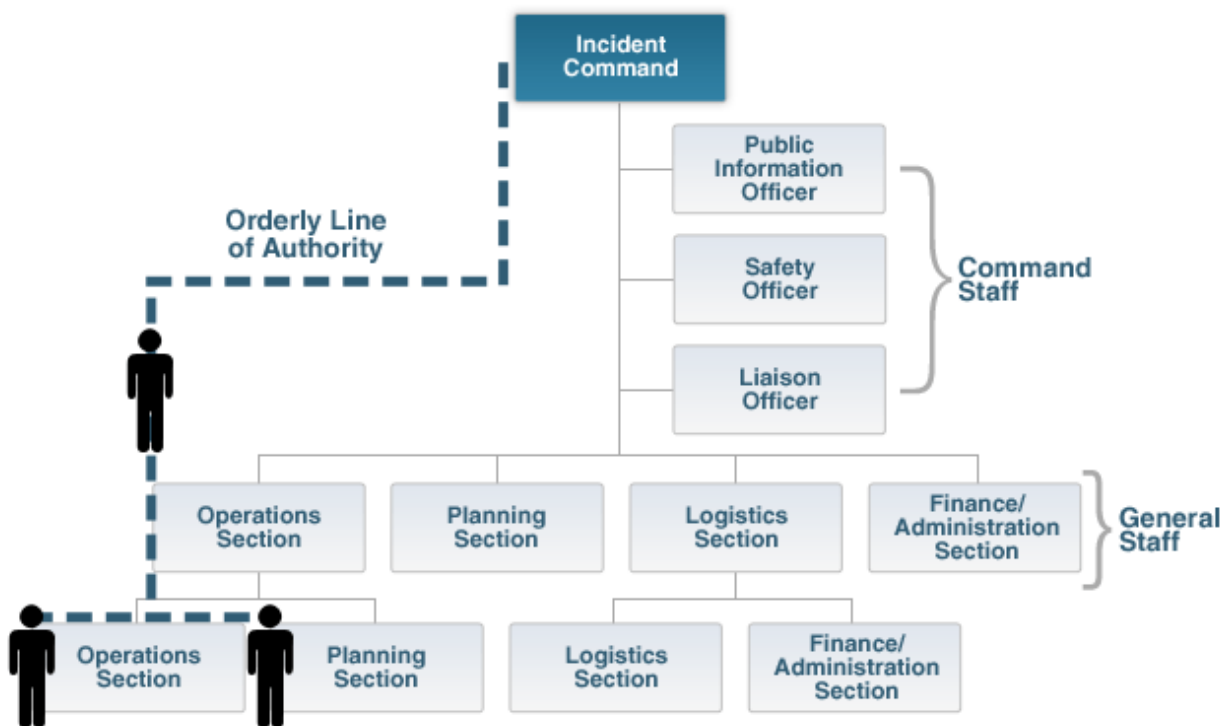 Incident
Command
Public
Information
Officer
Orderly Line
of Authority
Safety
Officer
Command
Staff
Liaison
Officer
Operations
Section
Planning
Section
Logistics
Section
Finance/
Administration
Section
General
Staff
Operations
Section
Planning
Section
Logistics
Section
Finance/
Administration
Section